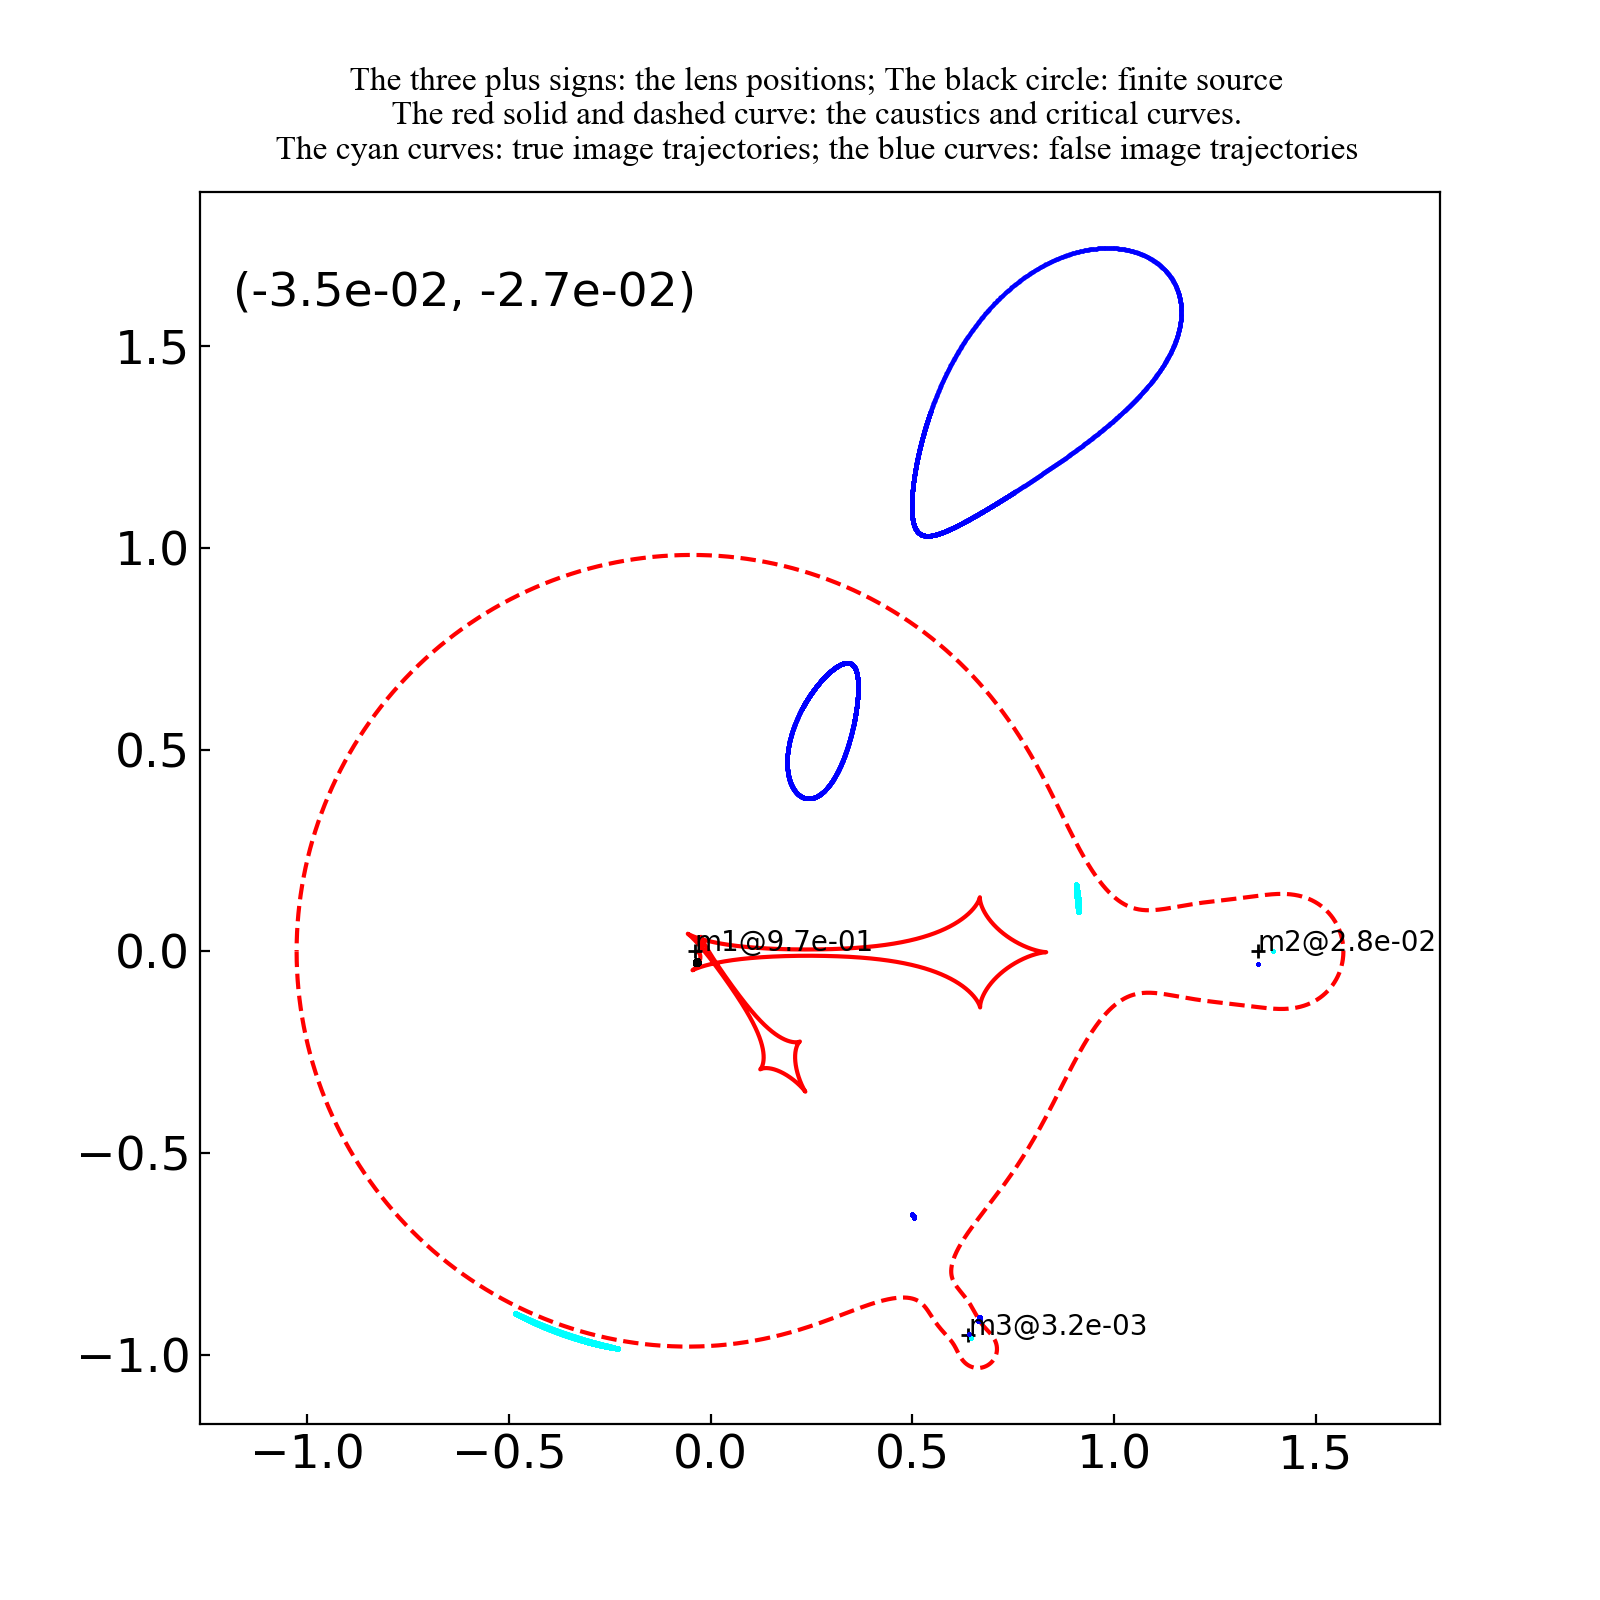 The three plus signs: the lens positions; The black circle: finite source
The red solid and dashed curve: the caustics and critical curves.
The cyan curves: true image trajectories; the blue curves: false image trajectories
(-3.5e-02, -2.7e-02)
1.5
1.0
0.5
0.0
−0.5
−1.0
m1@9.7e-01
m2@2.8e-02
m3@3.2e-03
−1.0
−0.5
0.0
0.5
1.0
1.5